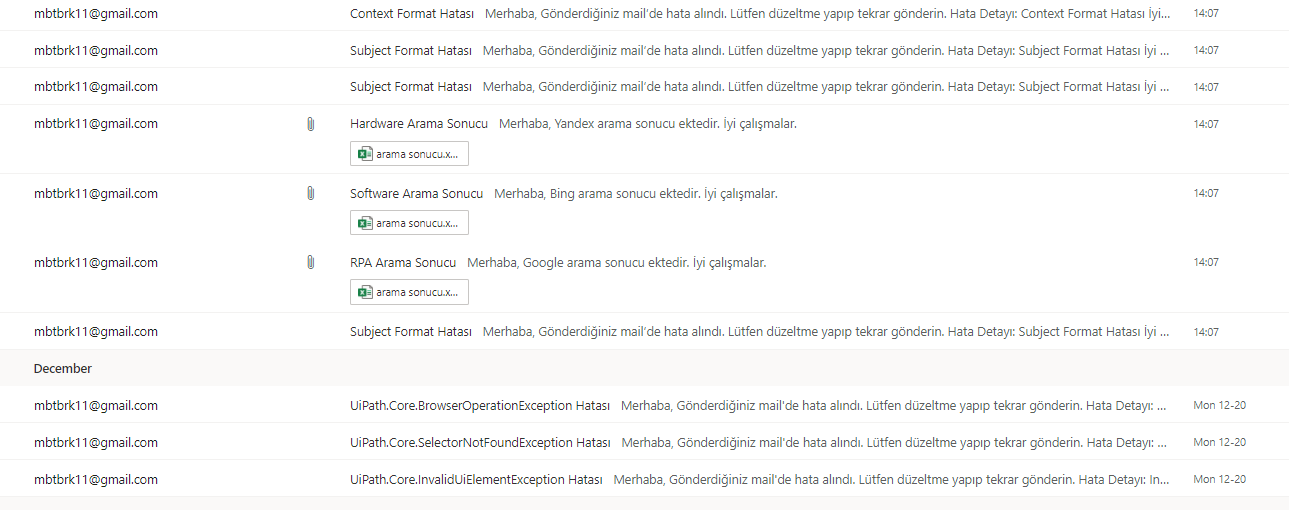 mbtbrk11@gmail.com Context Format Hatası Merhaba, Gönderdiğiniz mail'de hata alındı. Lütfen düzeltme yapıp tekrar gönderin. Hata Detayı: Context Format Hatası İyi... 14:07
mbtbrk11@gmail.com Subject Format Hatası Merhaba, Gönderdiğiniz mail'de hata alındı. Lütfen düzeltme yapıp tekrar gönderin. Hata Detayı: Subject Format Hatası İyi ... 14:07
mbtbrk11@gmail.com Subject Format Hatası Merhaba, Gönderdiğiniz mail'de hata alındı. Lütfen düzeltme yapıp tekrar gönderin. Hata Detayı: Subject Format Hatası İyi ... 14:07
mbtbrk11@gmail.com Hardware Arama Sonucu Merhaba, Yandex arama sonucu ektedir. İyi çalışmalar. 14:07
arama sonucu.x...
mbtbrk11@gmail.com Software Arama Sonucu Merhaba, Bing arama sonucu ektedir. İyi çalışmalar. 14:07
arama sonucu.x...
mbtbrk11@gmail.com RPA Arama Sonucu Merhaba, Google arama sonucu ektedir. İyi çalışmalar. 14:07
arama sonucu.x...
mbtbrk11@gmail.com Subject Format Hatası Merhaba, Gönderdiğiniz mail'de hata alındı. Lütfen düzeltme yapıp tekrar gönderin. Hata Detayı: Subject Format Hatası İyi ... 14:07
December
mbtbrk11@gmail.com UiPath.Core.BrowserOperationException Hatası Merhaba, Gönderdiğiniz mail'de hata alındı. Lütfen düzeltme yapıp tekrar gönderin. Hata Detayı: ... Mon 12-20
mbtbrk11@gmail.com UiPath.Core.SelectorNotFoundException Hatası Merhaba, Gönderdiğiniz mail'de hata alındı. Lütfen düzeltme yapıp tekrar gönderin. Hata Detayı: ... Mon 12-20
mbtbrk11@gmail.com UiPath.Core.InvalidUiElementException Hatası Merhaba, Gönderdiğiniz mail'de hata alındı. Lütfen düzeltme yapıp tekrar gönderin. Hata Detayı: In... Mon 12-20